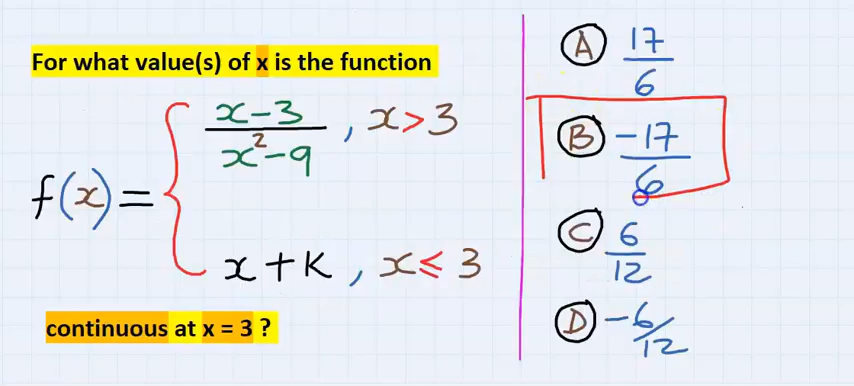 For what value(s) of x is the function
f(x) = { (x-3)/(x²-9) , x > 3
x + K , x ≤ 3
continuous at x = 3 ?
A 17/6
B -17/6
C 6/12
D -6/12